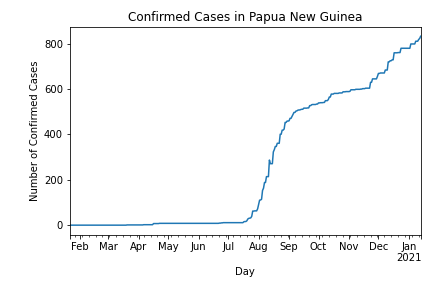 Confirmed Cases in Papua New Guinea
800
600
400
200
0
Number of Confirmed Cases
Feb Mar Apr May Jun Jul Aug Sep Oct Nov Dec Jan
2021
Day